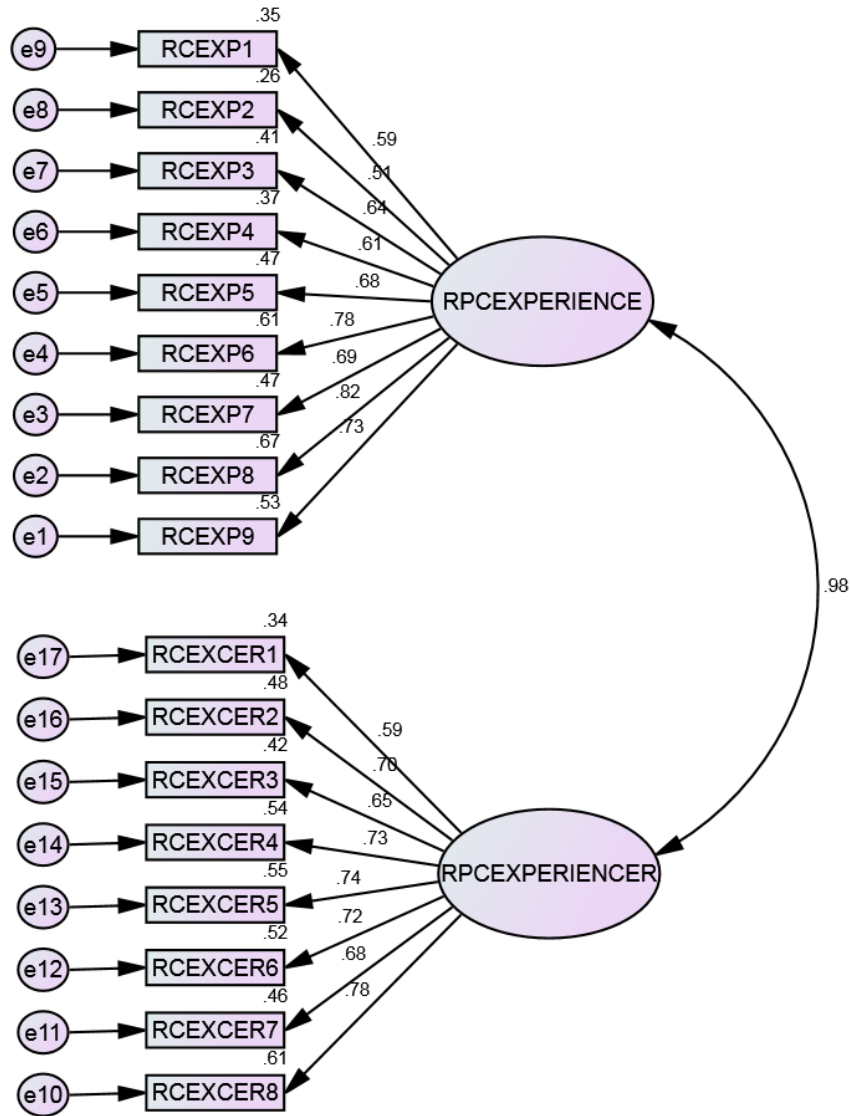 .35
e9 RCEXP1
.26
e8 RCEXP2
.41
e7 RCEXP3
.37
e6 RCEXP4
.47
e5 RCEXP5
.61
e4 RCEXP6
.47
e3 RCEXP7
.67
e2 RCEXP8
.53
e1 RCEXP9
.59
.51
.64
.61
.68
.78
.69
.82
.73
RPCEXPERIENCE
.98
.34
e17 RCEXCER1
.48
e16 RCEXCER2
.42
e15 RCEXCER3
.54
e14 RCEXCER4
.55
e13 RCEXCER5
.52
e12 RCEXCER6
.46
e11 RCEXCER7
.61
e10 RCEXCER8
.59
.70
.65
.73
.74
.72
.68
.78
RPCEXPERIENCER